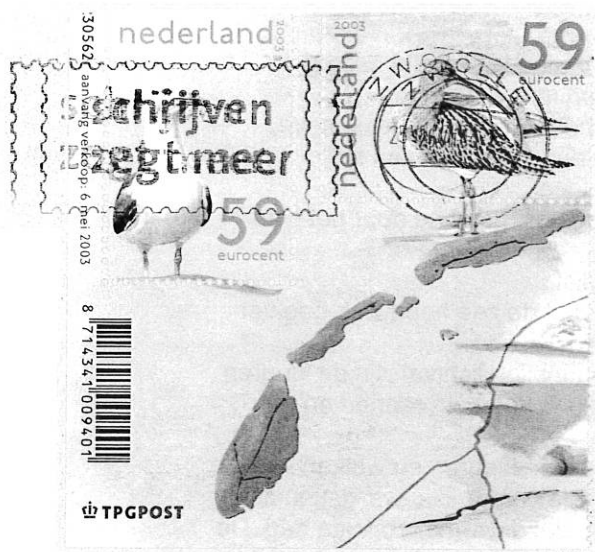 nederland
2003
59
eurocent
nederland
2003
59
eurocent
schrijven
zegt meer
ZWOLLE
30562
aanvang verkoop: 6 mei 2003
8 714341 009401
TPGPOST